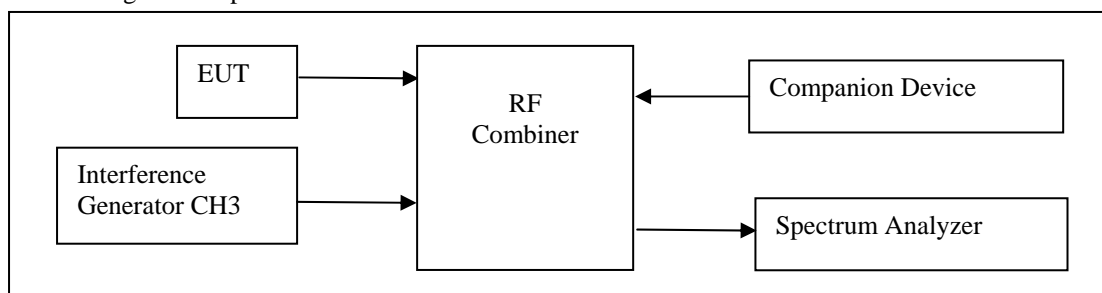 EUT
RF
Combiner
Companion Device
Interference
Generator CH3
Spectrum Analyzer